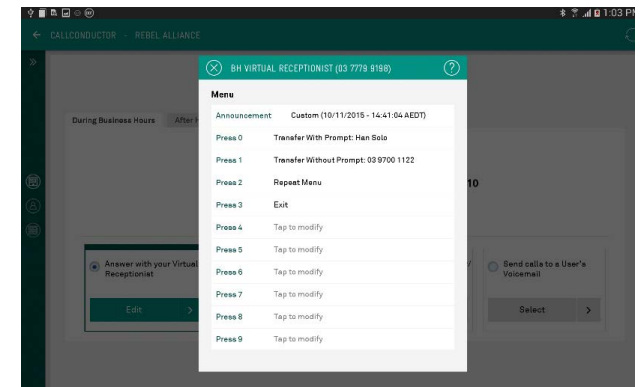 1:03 PM
CALLCONDUCTOR - REBEL ALLIANCE
BH VIRTUAL RECEPTIONIST (03 7779 9198)
Menu
Announcement Custom (10/11/2015 - 14:41:04 AEDT)
During Business Hours After
Press 0 Transfer With Prompt: Han Solo
Press 1 Transfer Without Prompt: 03 9700 1122
Press 2 Repeat Menu
10
Press 3 Exit
Press 4 Tap to modify
Press 5 Tap to modify
Press 6 Tap to modify
Press 7 Tap to modify
Press 8 Tap to modify
Press 9 Tap to modify
Answer with your Virtual
Receptionist
Edit
Send calls to a User's
Voicemail
Select